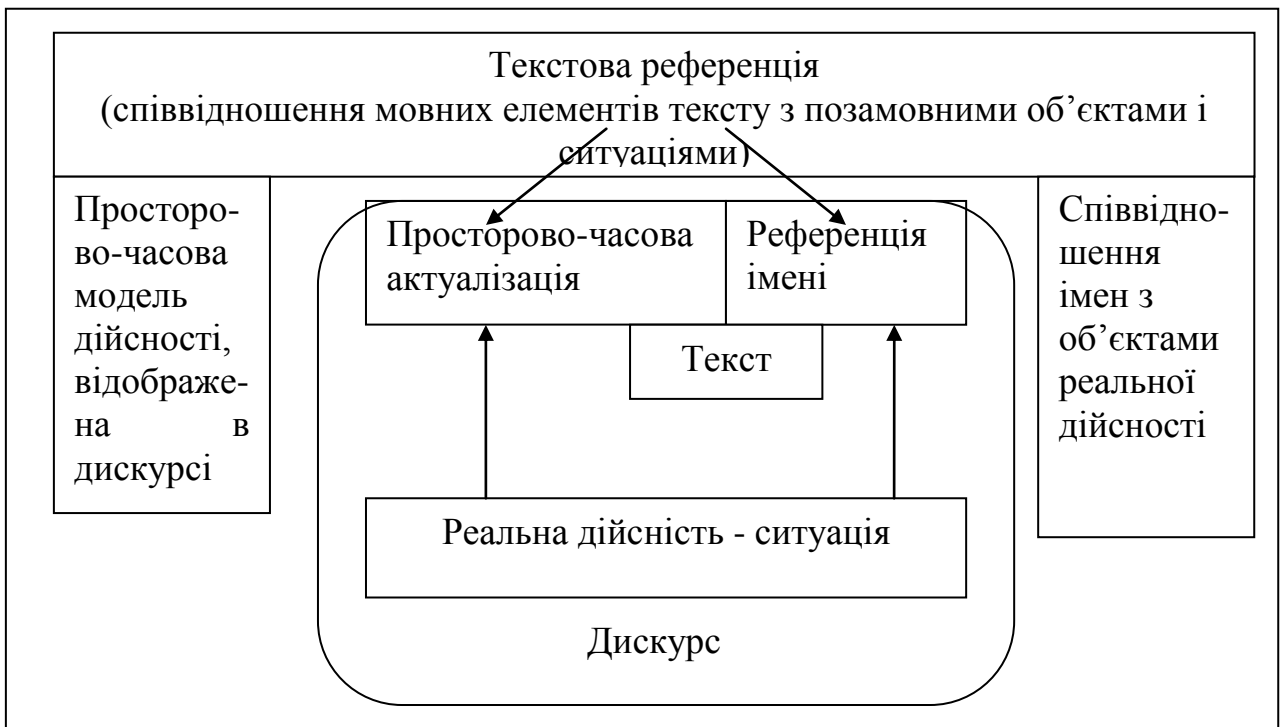 Текстова референція
(співвідношення мовних елементів тексту з позамовними об’єктами і
ситуаціями)
Просторо-
во-часова
модель
дійсності,
відображе-
на в
дискурсі
Просторово-часова
актуалізація
Референція
імені
Текст
Реальна дійсність - ситуація
Дискурс
Співвідно-
шення
імен з
об’єктами
реальної
дійсності